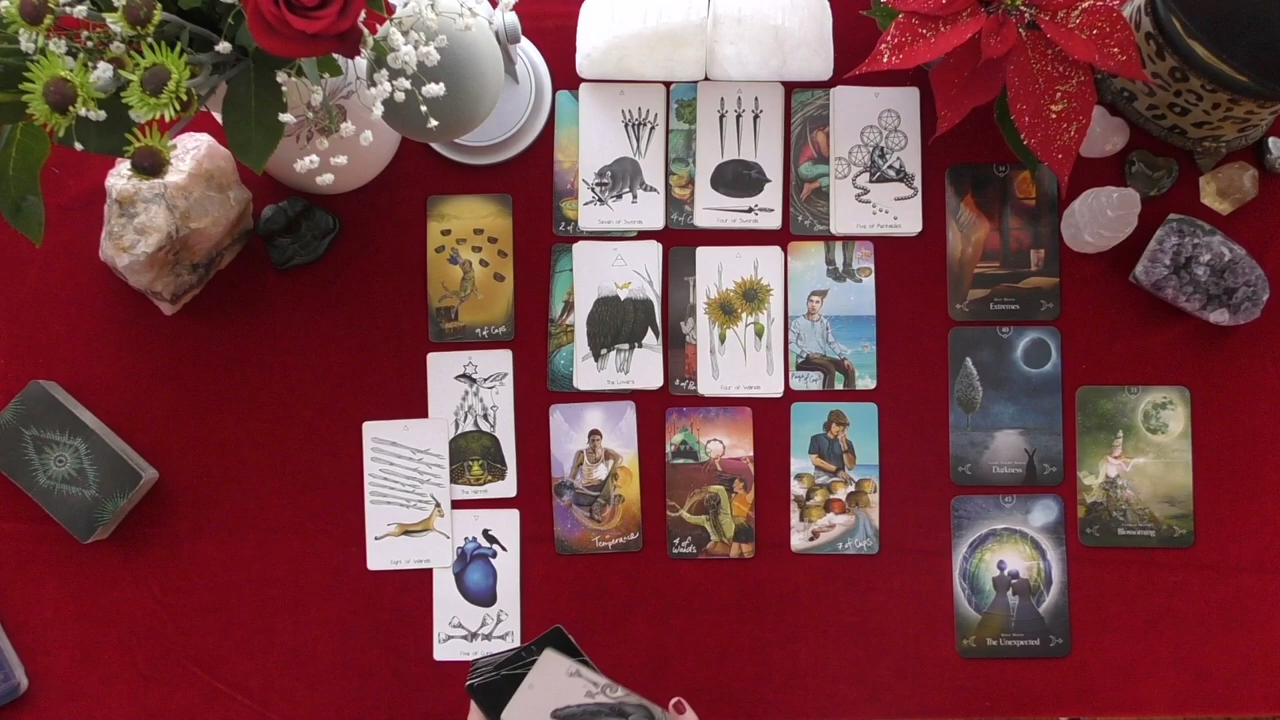 Seven of Swords
Four of Swords
Five of Pentacles
9 of Cups
Extremes
The Lovers
Four of Wands
Page of Cups
The Hermit
Darkness
Blossoming
Eight of Wands
Temperance
4 of
Wands
7 of Cups
Five of Cups
The Unexpected